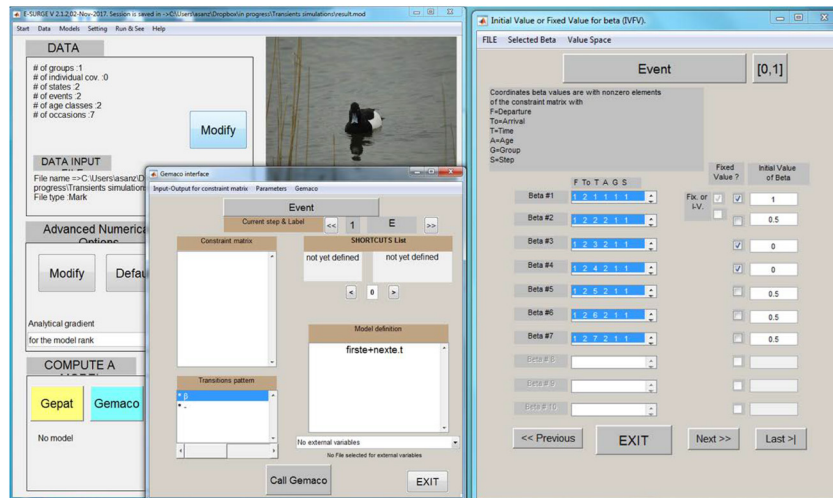 E-SURGE V 2.1.2,02-Nov-2017. Session is saved in ->C:\Users\asanz\Dropbox\in progress\Transients simulations\result.mod
Start Data Models Setting Run & See Help
DATA
# of groups :1
# of individual cov. :0
# of states :2
# of events :2
# of age classes :2
# of occasions :7
Modify
DATA INPUT
File name =>C:\Users\asanz\D
progress\Transients simulation
File type :Mark
Advanced Numerica
Options
Modify Defau
Analytical gradient
for the model rank
COMPUTE A
Gepat Gemaco
No model
Gemaco interface
Input-Output for constraint matrix Parameters Gemaco
Event
Current step & Label << 1 E >>
Constraint matrix
SHORTCUTS List
not yet defined not yet defined
< 0 >
Model definition
firste+nexte.t
Transitions pattern
* β
* -
No external variables
No File selected for external variables
Call Gemaco EXIT
Initial Value or Fixed Value for beta (IVFV).
FILE Selected Beta Value Space
Event [0,1]
Coordinates beta values are with nonzero elements
of the constraint matrix with
F=Departure
To=Arrival
T=Time
A=Age
G=Group
S=Step
Fixed Value ? Initial Value of Beta
F To T A G S
Beta #1 1 2 1 1 1 1 Fix. or I-V. 1
Beta #2 1 2 2 2 1 1 0.5
Beta #3 1 2 3 2 1 1 0
Beta #4 1 2 4 2 1 1 0
Beta #5 1 2 5 2 1 1 0.5
Beta #6 1 2 6 2 1 1 0.5
Beta #7 1 2 7 2 1 1 0.5
Beta # 8
Beta # 9
Beta # 10
<< Previous EXIT Next >> Last >|